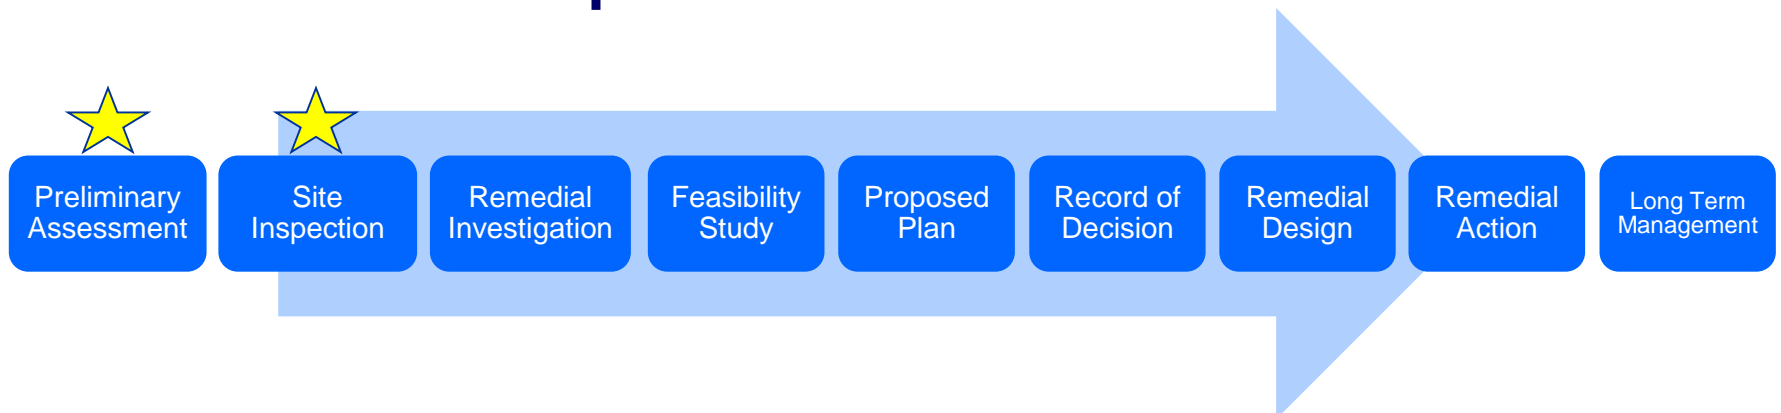 Preliminary
Assessment
Site
Inspection
Remedial
Investigation
Feasibility
Study
Proposed
Plan
Record of
Decision
Remedial
Design
Remedial
Action
Long Term
Management